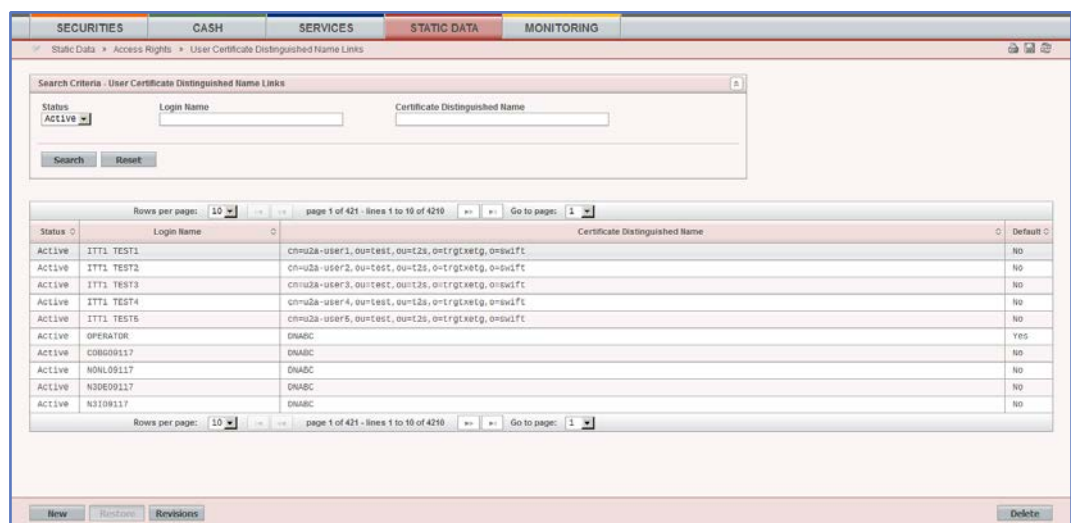 SECURITIES CASH SERVICES STATIC DATA MONITORING
Static Data Access Rights User Certificate Distinguished Name Links
Search Criteria - User Certificate Distinguished Name Links
Status Login Name Certificate Distinguished Name
Active
Search Reset
Rows per page: 10 page 1 of 421 - lines 1 to 10 of 4210 Go to page: 1
Status Login Name Certificate Distinguished Name Default
Active ITT1 TEST1 cn=u2a-user1,ou=test,ou=t2s,o=trgtxetg,o=swift No
Active ITT1 TEST2 cn=u2a-user2,ou=test,ou=t2s,o=trgtxetg,o=swift No
Active ITT1 TEST3 cn=u2a-user3,ou=test,ou=t2s,o=trgtxetg,o=swift No
Active ITT1 TEST4 cn=u2a-user4,ou=test,ou=t2s,o=trgtxetg,o=swift No
Active ITT1 TEST5 cn=u2a-user5,ou=test,ou=t2s,o=trgtxetg,o=swift No
Active OPERATOR DNABC Yes
Active COBG09117 DNABC No
Active NONL09117 DNABC No
Active N3DE09117 DNABC No
Active N3IO9117 DNABC No
Rows per page: 10 page 1 of 421 - lines 1 to 10 of 4210 Go to page: 1
New Restore Revisions Delete